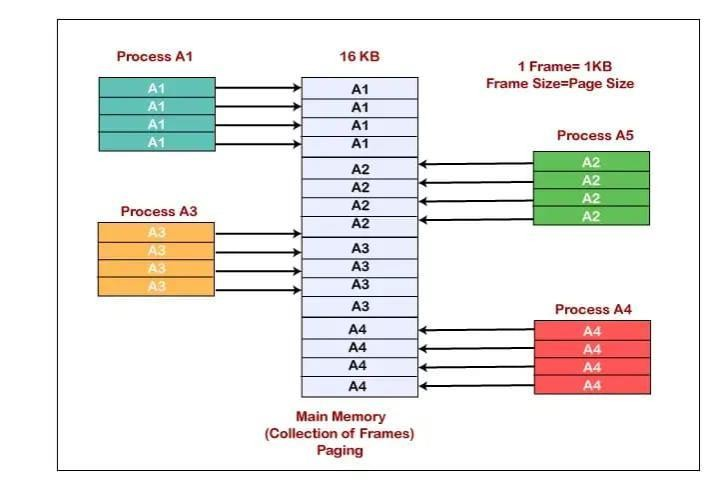 Process A1
A1
A1
A1
A1
Process A3
A3
A3
A3
A3
16 KB
A1
A1
A1
A1
A2
A2
A2
A2
A3
A3
A3
A3
A4
A4
A4
A4
Main Memory
(Collection of Frames)
Paging
1 Frame= 1KB
Frame Size=Page Size
Process A5
A2
A2
A2
A2
Process A4
A4
A4
A4
A4